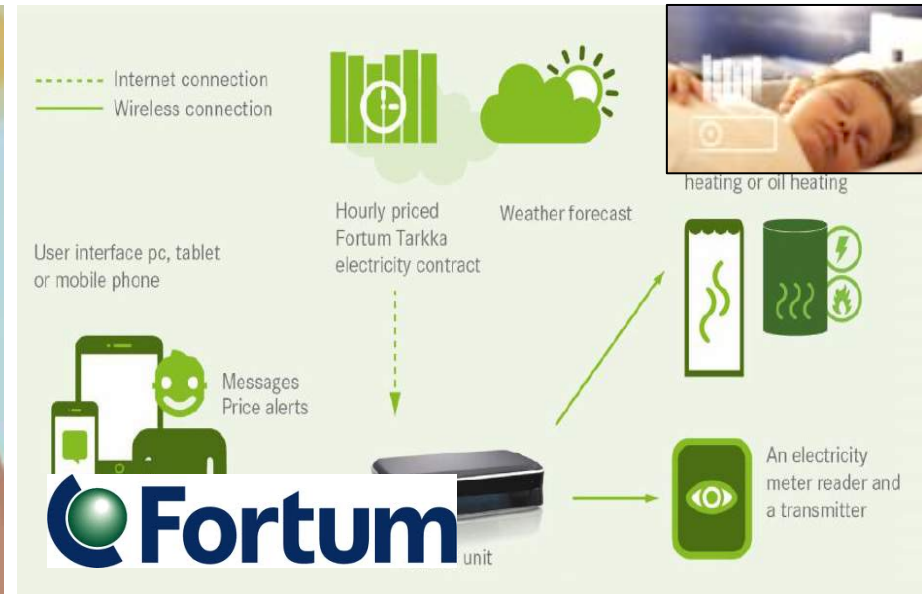 Internet connection
Wireless connection
heating or oil heating
Hourly priced
Fortum Tarkka
electricity contract
Weather forecast
User interface pc, tablet
or mobile phone
Messages
Price alerts
An electricity
meter reader and
a transmitter
Fortum
unit